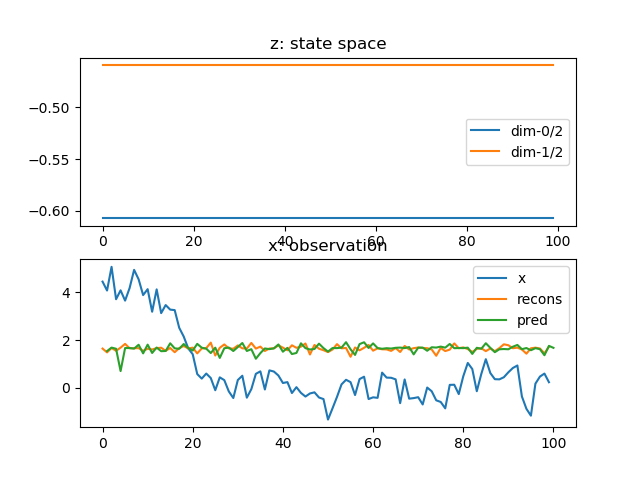 z: state space
−0.50
−0.55
−0.60
dim-0/2
dim-1/2
0 20 40 60 80 100
x: observation
4
2
0
x
recons
pred
0 20 40 60 80 100